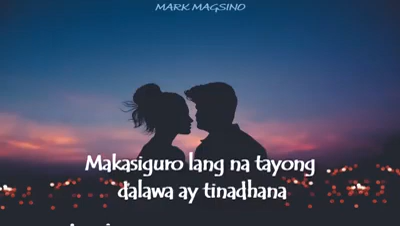 MARK MAGSINO
Makasiguro lang na tayong
dalawa ay tinadhana